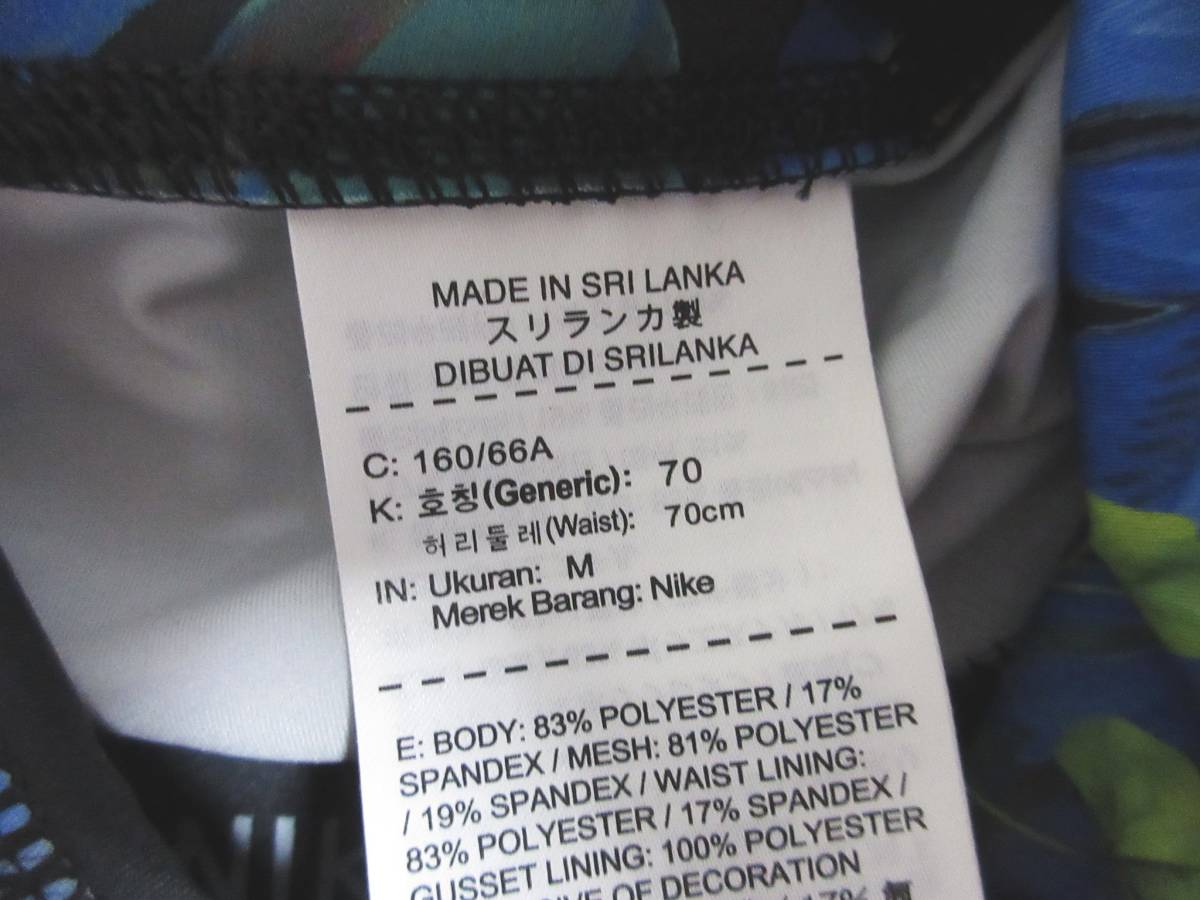 MADE IN SRI LANKA
スリランカ製
DIBUAT DI SRILANKA
C: 160/66A
K: 호칭(Generic): 70
허리둘레(Waist): 70cm
IN: Ukuran: M
Merek Barang: Nike
E: BODY: 83% POLYESTER / 17%
SPANDEX / MESH: 81% POLYESTER
/ 19% SPANDEX / WAIST LINING:
83% POLYESTER / 17% SPANDEX /
GUSSET LINING: 100% POLYESTER
OF DECORATION
17%